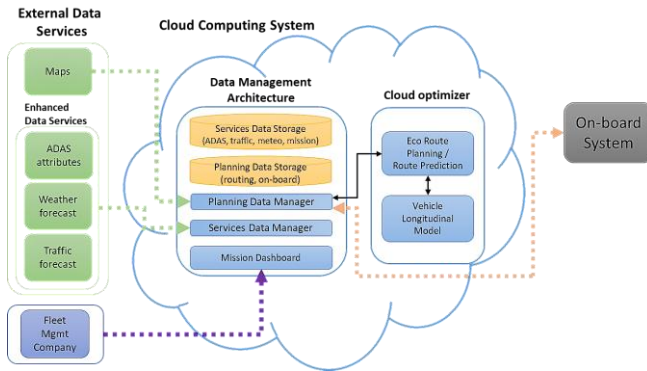 External Data
Services
Maps
Enhanced
Data Services
ADAS
attributes
Weather
forecast
Traffic
forecast
Fleet
Mgmt
Company
Cloud Computing System
Data Management
Architecture
Services Data Storage
(ADAS, traffic, meteo, mission)
Planning Data Storage
(routing, on-board)
Planning Data Manager
Services Data Manager
Mission Dashboard
Cloud optimizer
Eco Route
Planning /
Route Prediction
Vehicle
Longitudinal
Model
On-board
System